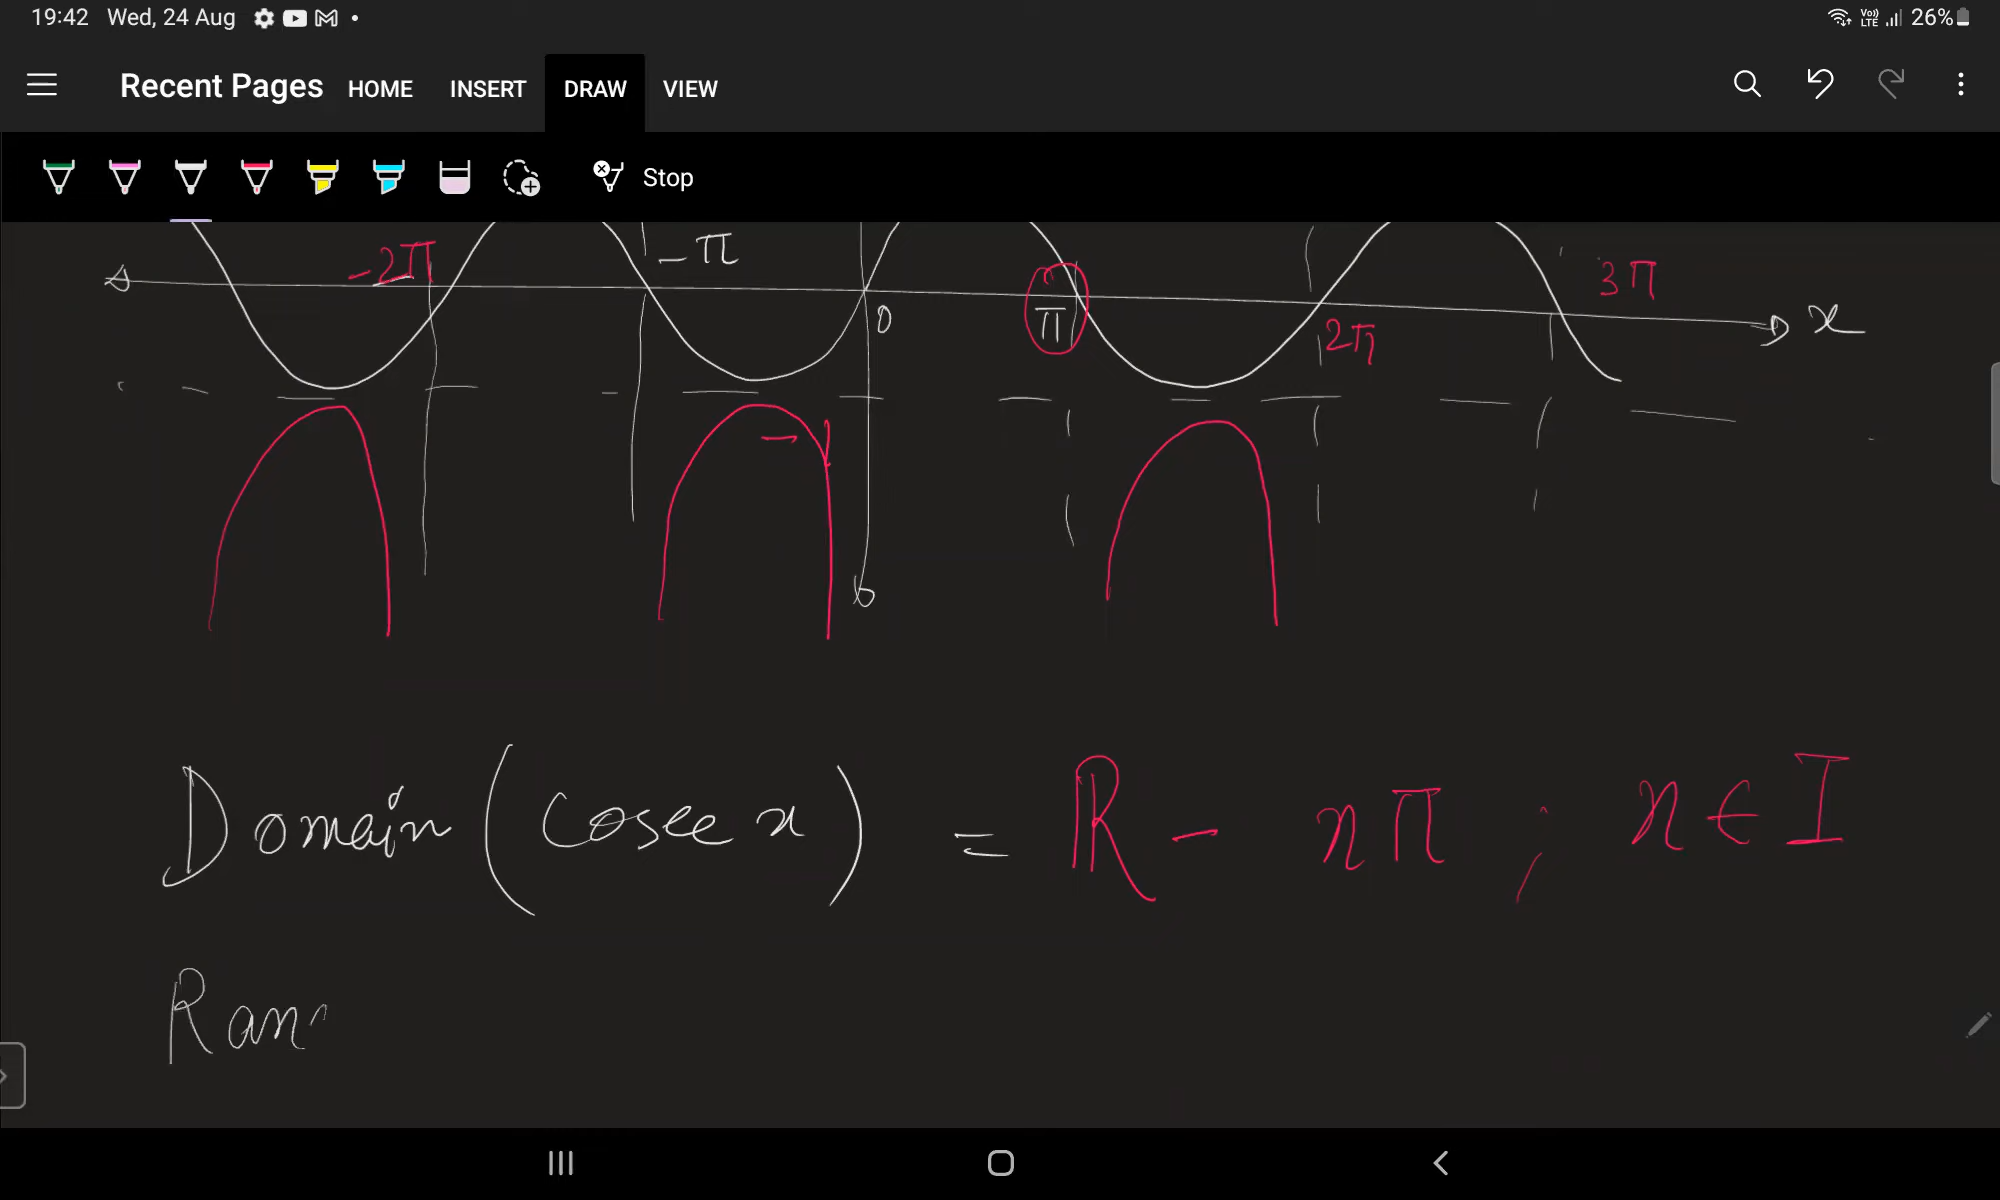 19:42 Wed, 24 Aug VoLTE 26%
Recent Pages HOME INSERT DRAW VIEW
Stop
-2π -π 3π
0 π 2π x
-1
Domain (Cosec x) = R - nπ ; n ∈ I
Ran